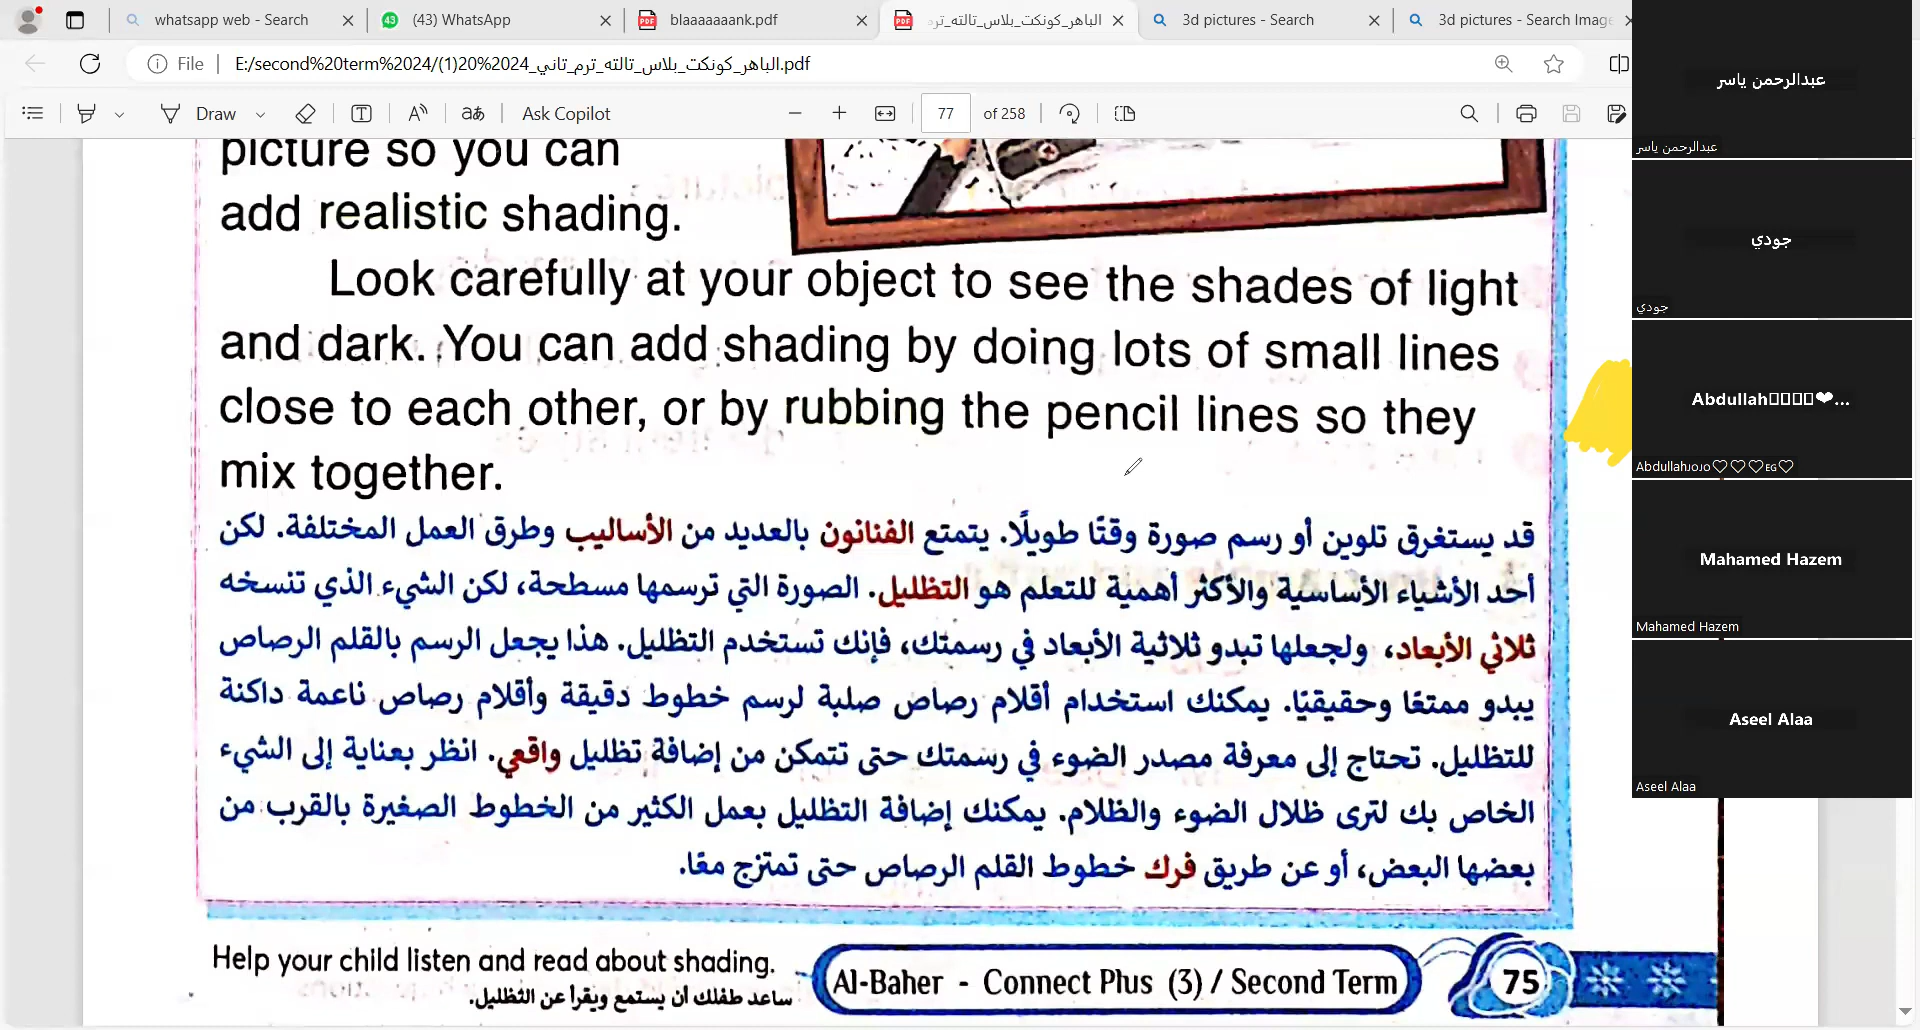 whatsapp web - Search
(43) WhatsApp
blaaaaaaank.pdf
الباهر_كونكت_بلاس_تالته_ترم
3d pictures - Search
3d pictures - Search Image
File
E:/second%20term%2024/(1)20%2024_الباهر_كونكت_بلاس_تالته_ترم_تاني.pdf
Draw
Ask Copilot
77 of 258
picture so you can
add realistic shading.
Look carefully at your object to see the shades of light
and dark. You can add shading by doing lots of small lines
close to each other, or by rubbing the pencil lines so they
mix together.
قد يستغرق تلوين أو رسم صورة وقتًا طويلًا. يتمتع الفنانون بالعديد من الأساليب وطرق العمل المختلفة. لكن
أحد الأشياء الأساسية والأكثر أهمية للتعلم هو التظليل. الصورة التي ترسمها مسطحة، لكن الشيء الذي تنسخه
ثلاثي الأبعاد، ولجعلها تبدو ثلاثية الأبعاد في رسمتك، فإنك تستخدم التظليل. هذا يجعل الرسم بالقلم الرصاص
يبدو ممتعًا وحقيقيًا. يمكنك استخدام أقلام رصاص صلبة لرسم خطوط دقيقة وأقلام رصاص ناعمة داكنة
للتظليل. تحتاج إلى معرفة مصدر الضوء في رسمتك حتى تتمكن من إضافة تظليل واقعي. انظر بعناية إلى الشيء
الخاص بك لترى ظلال الضوء والظلام. يمكنك إضافة التظليل بعمل الكثير من الخطوط الصغيرة بالقرب من
بعضها البعض، أو عن طريق فرك خطوط القلم الرصاص حتى تمتزج معًا.
Help your child listen and read about shading.
ساعد طفلك أن يستمع ويقرأ عن التظليل.
Al-Baher - Connect Plus (3) / Second Term
75
عبدالرحمن ياسر
عبدالرحمن ياسر
جودي
جودي
Abdullah
Mahamed Hazem
Mahamed Hazem
Aseel Alaa
Aseel Alaa